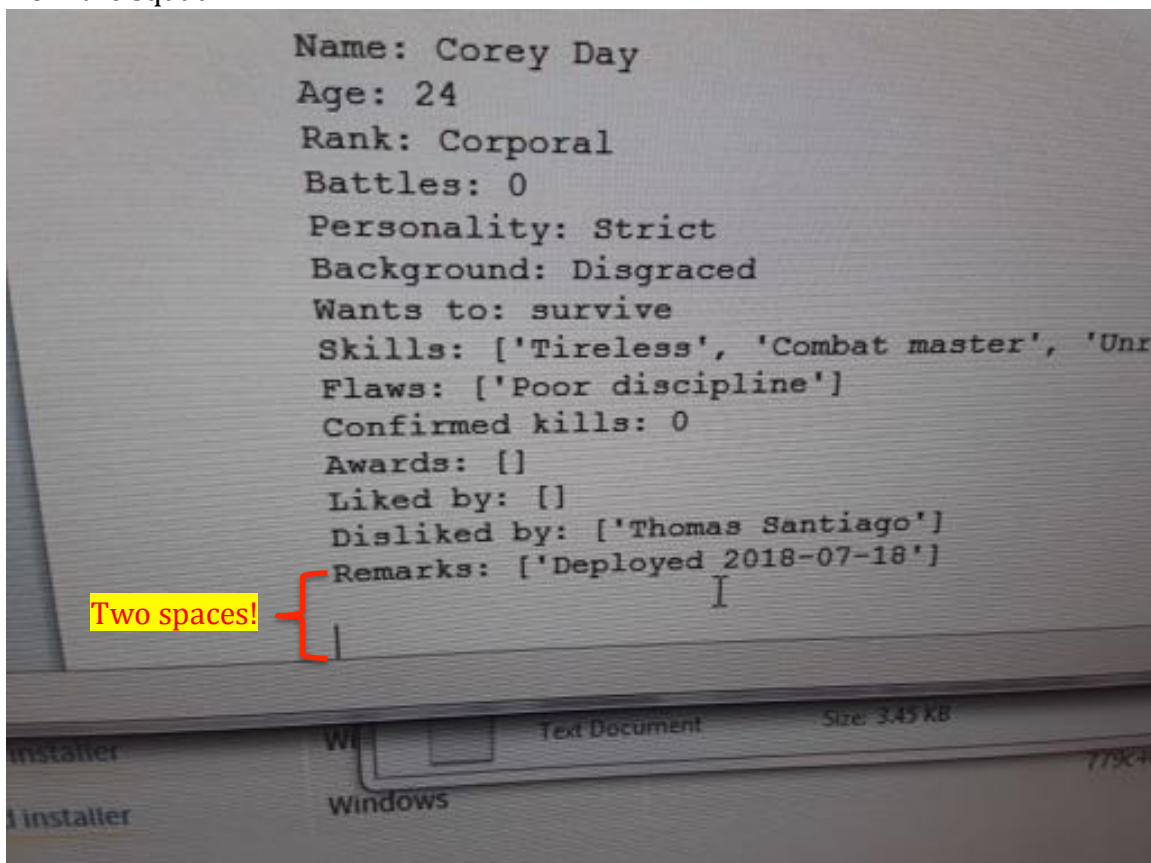 Name: Corey Day
Age: 24
Rank: Corporal
Battles: 0
Personality: Strict
Background: Disgraced
Wants to: survive
Skills: ['Tireless', 'Combat master', 'Unr
Flaws: ['Poor discipline']
Confirmed kills: 0
Awards: []
Liked by: []
Disliked by: ['Thomas Santiago']
Remarks: ['Deployed 2018-07-18']
Two spaces!
Text Document Size: 3.45 KB
installer
installer
Windows